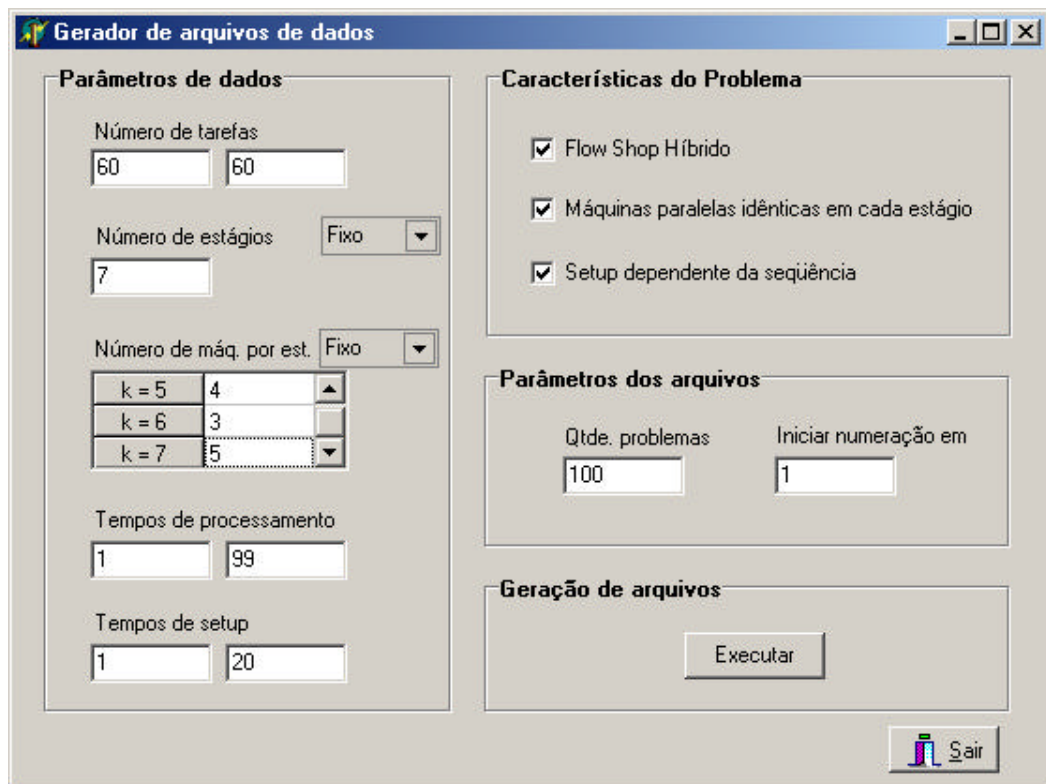 Gerador de arquivos de dados
Parâmetros de dados
Número de tarefas
60 60
Número de estágios Fixo
7
Número de máq. por est. Fixo
k = 5 4
k = 6 3
k = 7 5
Tempos de processamento
1 99
Tempos de setup
1 20
Características do Problema
Flow Shop Híbrido
Máquinas paralelas idênticas em cada estágio
Setup dependente da seqüência
Parâmetros dos arquivos
Qtde. problemas Iniciar numeração em
100 1
Geração de arquivos
Executar
Sair